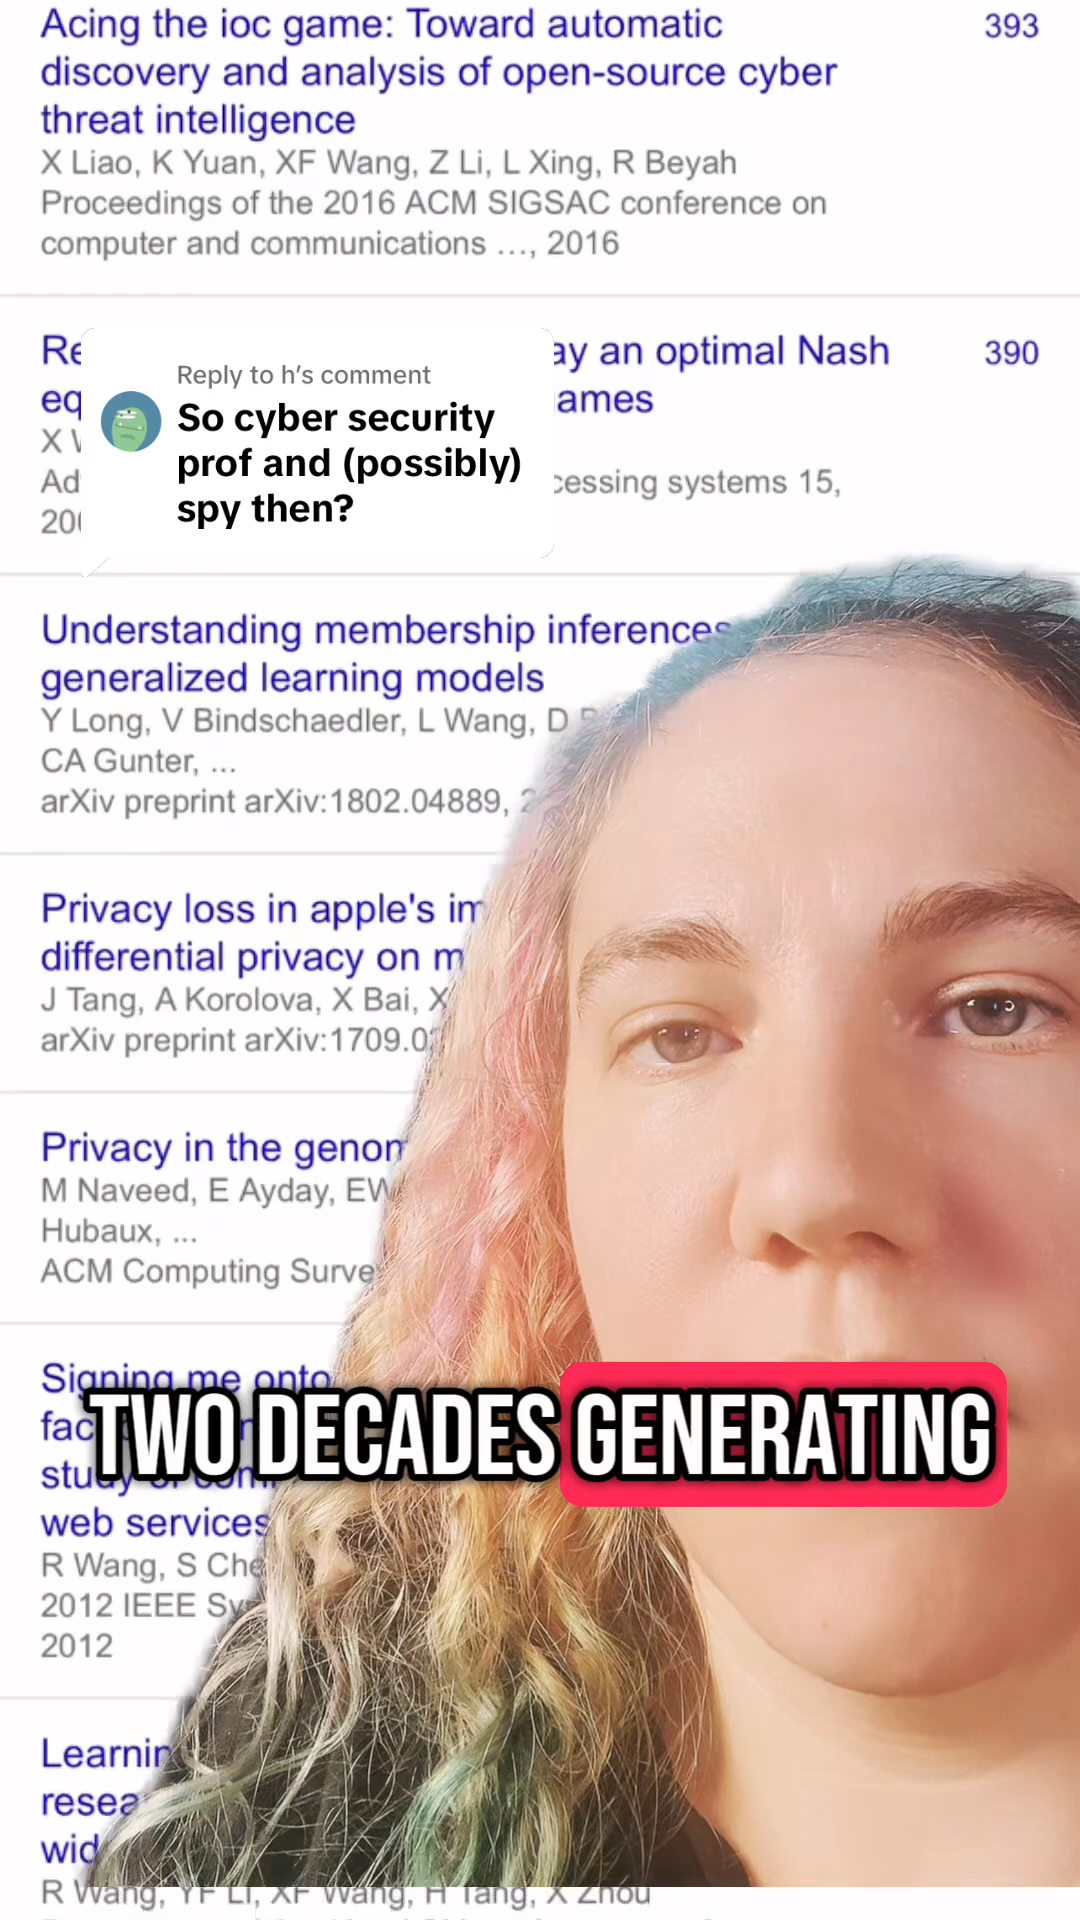 Acing the ioc game: Toward automatic 393
discovery and analysis of open-source cyber
threat intelligence
X Liao, K Yuan, XF Wang, Z Li, L Xing, R Beyah
Proceedings of the 2016 ACM SIGSAC conference on
computer and communications …, 2016
an optimal Nash 390
Reply to h's comment
So cyber security
prof and (possibly)
spy then?
systems 15,
Understanding membership inferences
generalized learning models
Y Long, V Bindschaedler, L Wang, D
CA Gunter, ...
arXiv preprint arXiv:1802.04889,
Privacy loss in apple's
differential privacy on
J Tang, A Korolova, X Bai, X
arXiv preprint arXiv:1709.0
Privacy in the
M Naveed, E Ayday, EW
Hubaux, ...
ACM Computing
Signing me onto
TWO DECADES GENERATING
web services
R Wang, S
2012 IEEE
2012
R Wang, YF Li, XF Wang, H Tang, X Zhou